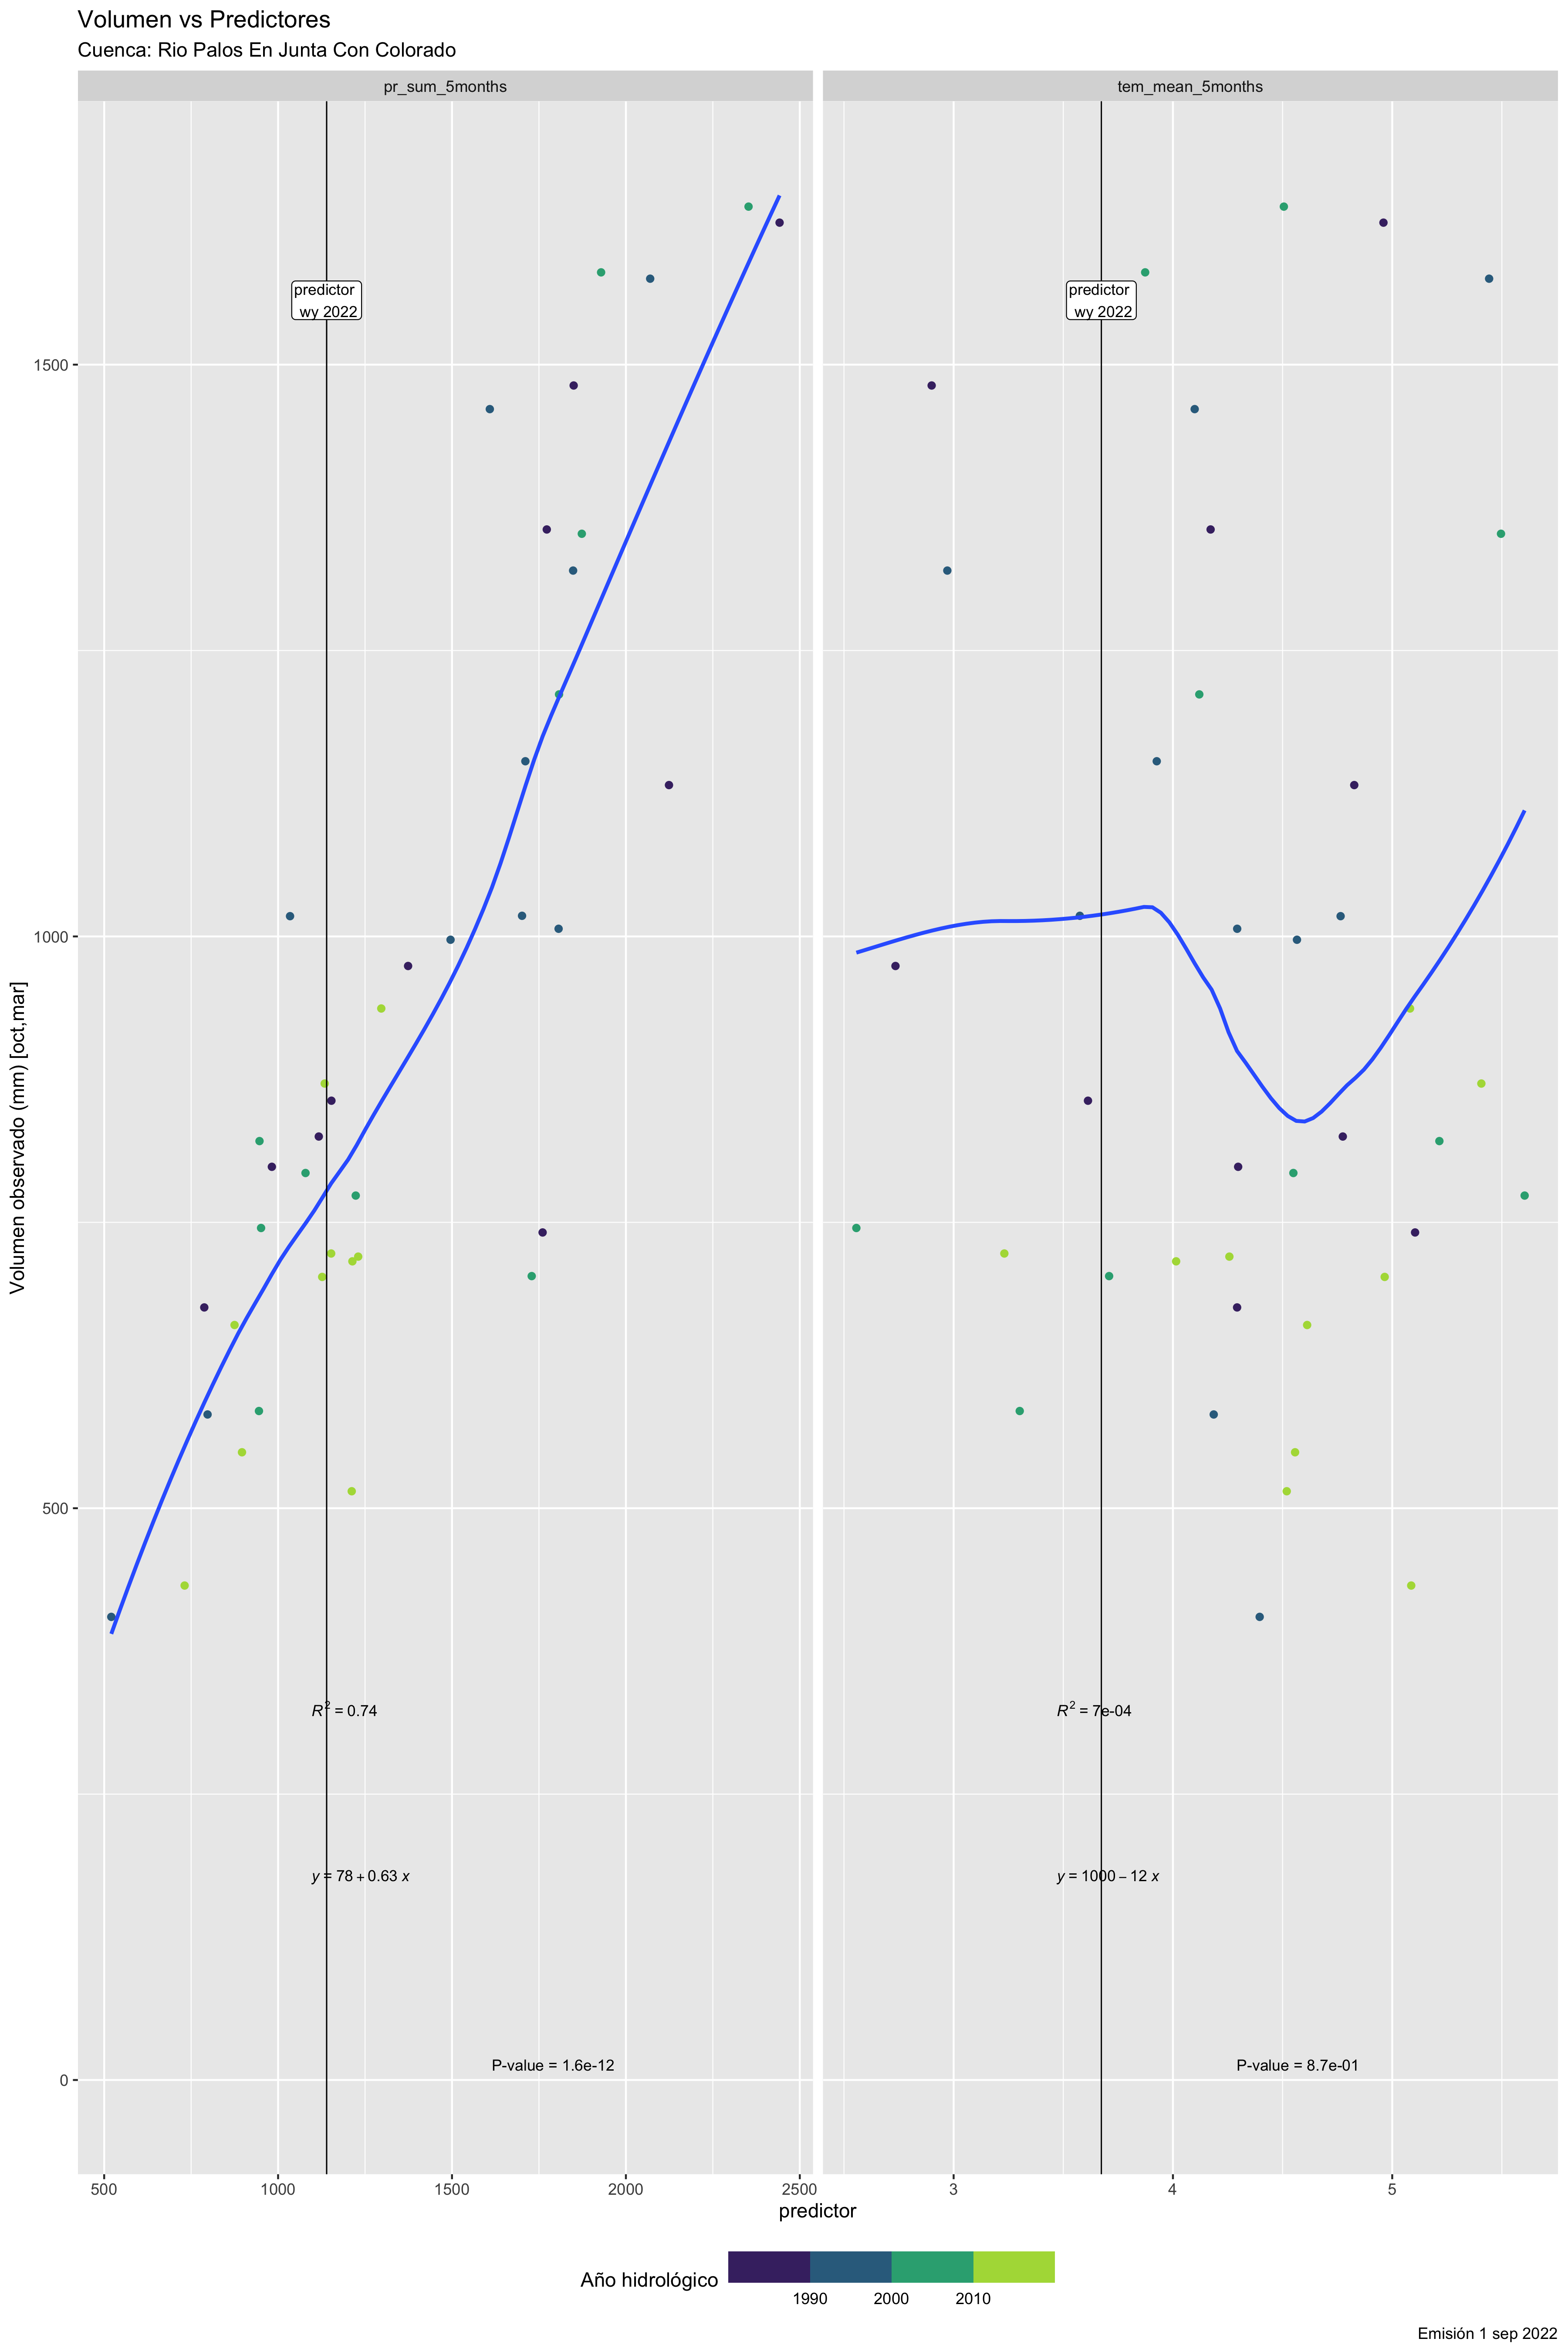 Volumen vs Predictores
Cuenca: Rio Palos En Junta Con Colorado
pr_sum_5months
tem_mean_5months
predictor
wy 2022
predictor
wy 2022
1500
1000
500
0
Volumen observado (mm) [oct,mar]
R² = 0.74
R² = 7e-04
y = 78 + 0.63 x
y = 1000 − 12 x
P-value = 1.6e-12
P-value = 8.7e-01
500 1000 1500 2000 2500
3 4 5
predictor
Año hidrológico
1990 2000 2010
Emisión 1 sep 2022